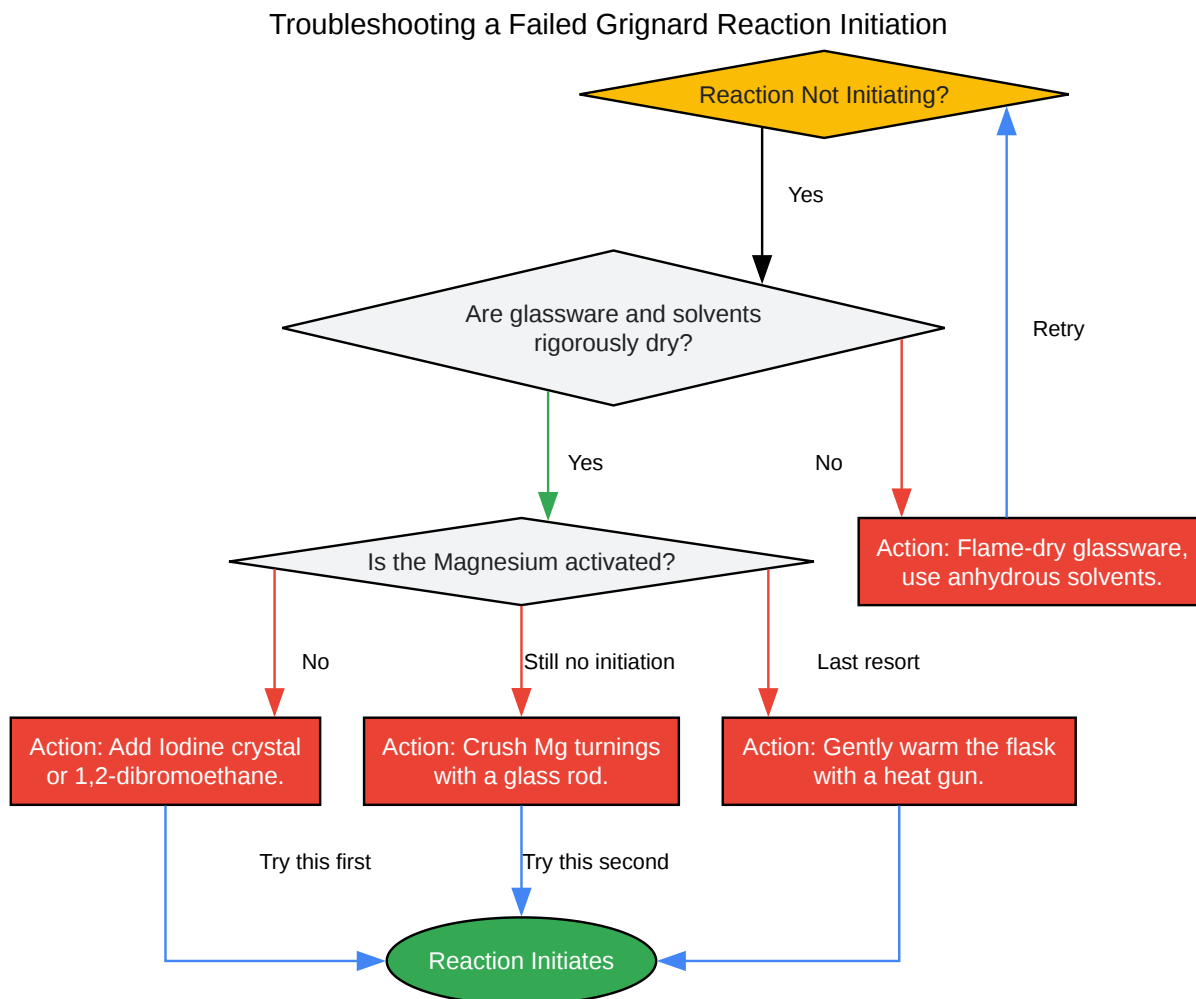 Troubleshooting a Failed Grignard Reaction Initiation
Reaction Not Initiating?
Yes
Are glassware and solvents
rigorously dry?
Retry
Yes
No
Is the Magnesium activated?
Action: Flame-dry glassware,
use anhydrous solvents.
No
Still no initiation
Last resort
Action: Add Iodine crystal
or 1,2-dibromoethane.
Action: Crush Mg turnings
with a glass rod.
Action: Gently warm the flask
with a heat gun.
Try this first
Try this second
Reaction Initiates